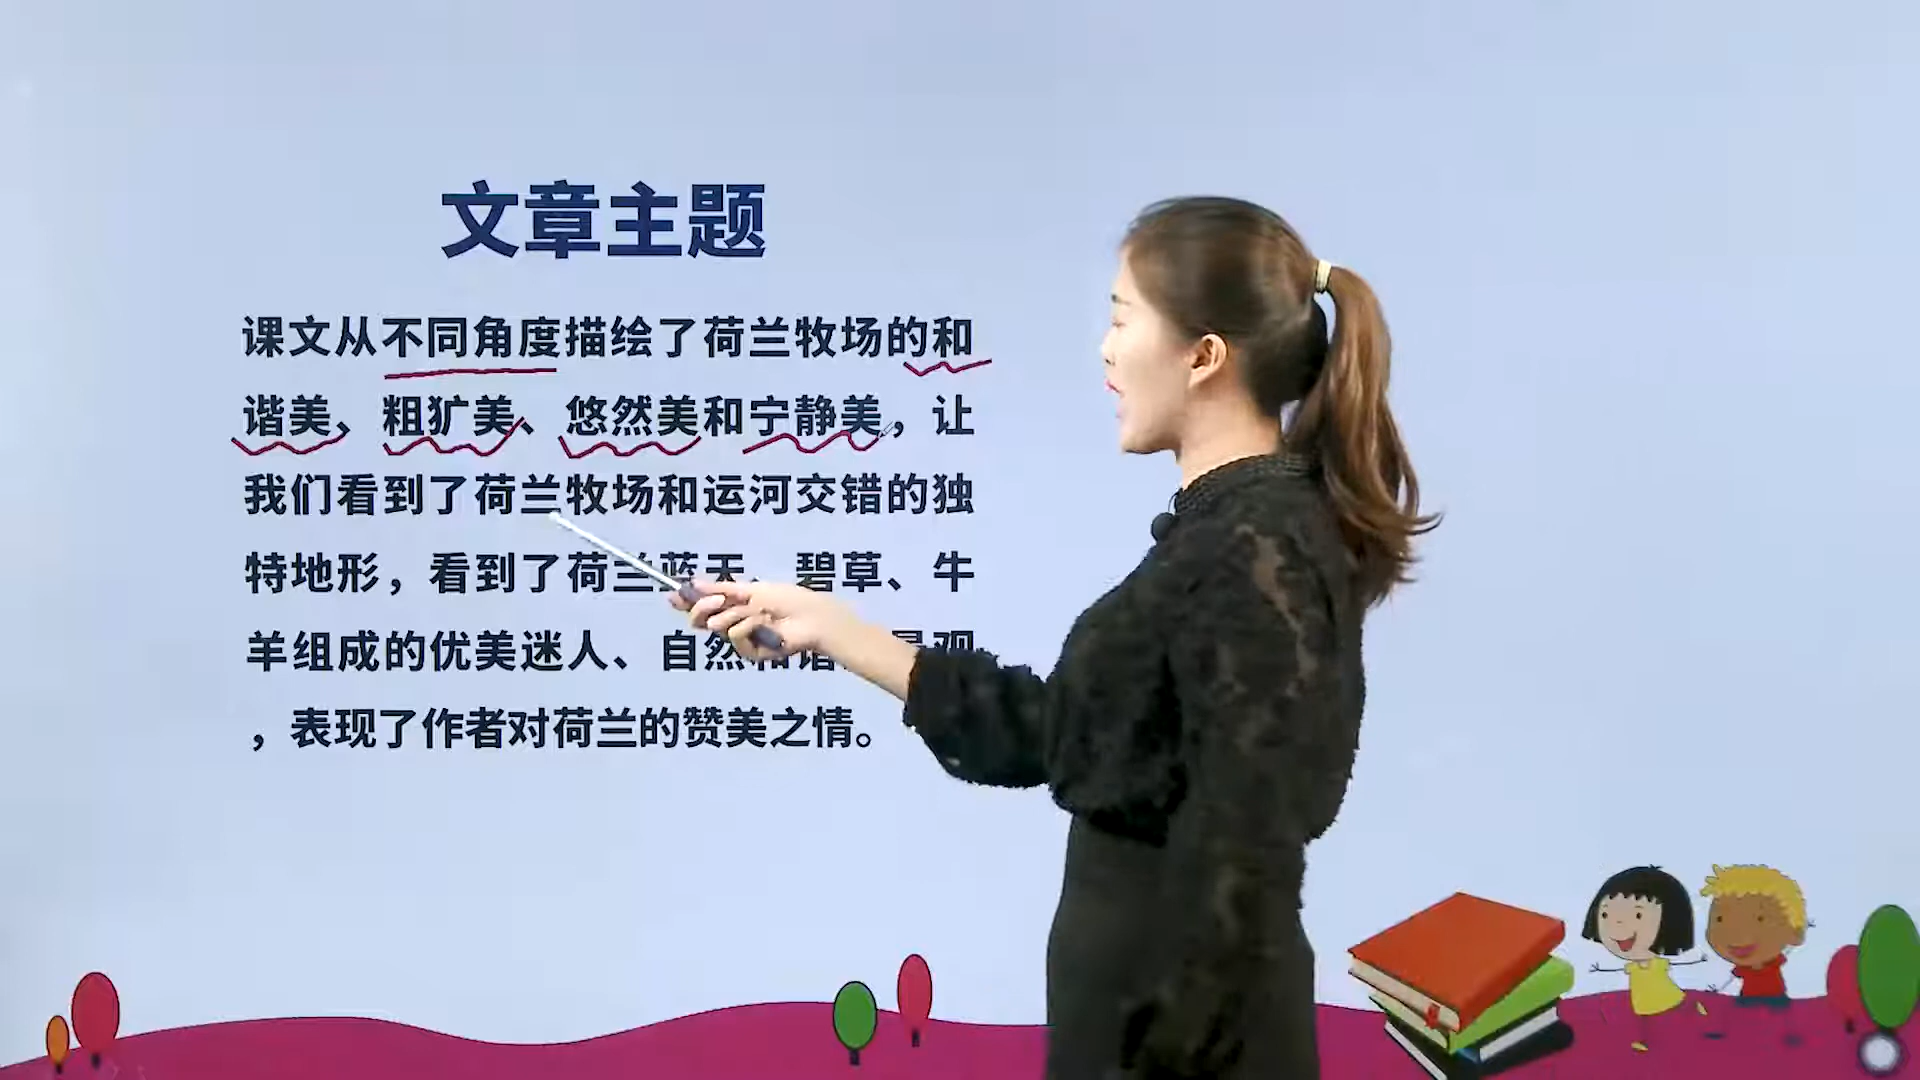 文章主题
课文从不同角度描绘了荷兰牧场的和
谐美、粗犷美、悠然美和宁静美，让
我们看到了荷兰牧场和运河交错的独
特地形，看到了荷兰蓝天、碧草、牛
羊组成的优美迷人、自然和谐景观
，表现了作者对荷兰的赞美之情。